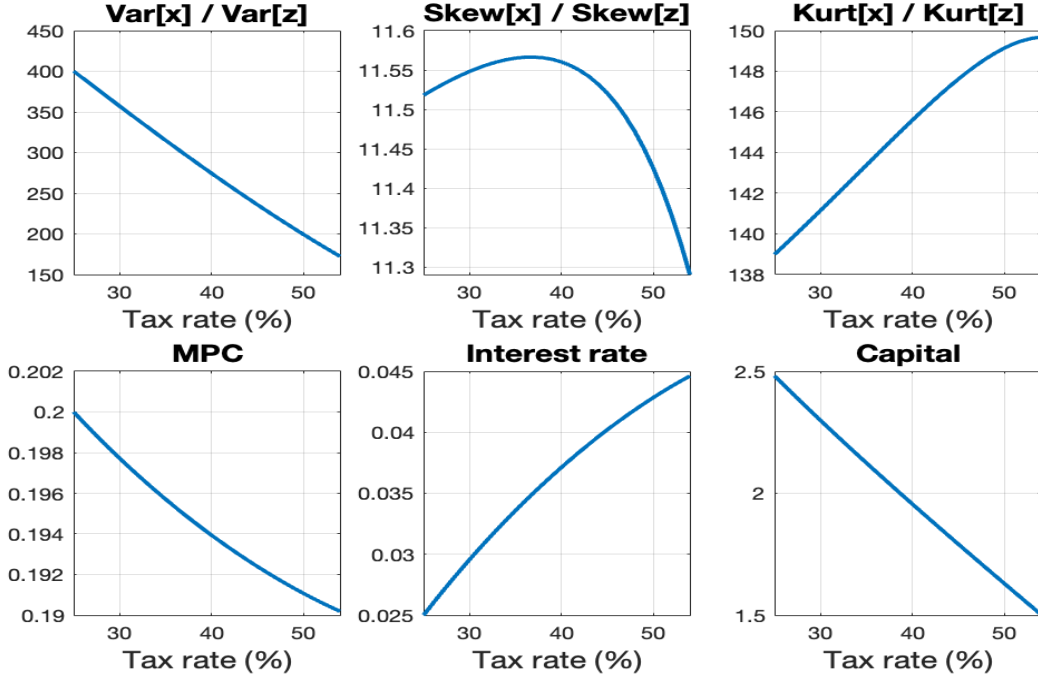 Var[x] / Var[z]
450
400
350
300
250
200
150
30 40 50
Tax rate (%)
Skew[x] / Skew[z]
11.6
11.55
11.5
11.45
11.4
11.35
11.3
30 40 50
Tax rate (%)
Kurt[x] / Kurt[z]
150
148
146
144
142
140
138
30 40 50
Tax rate (%)
MPC
0.202
0.2
0.198
0.196
0.194
0.192
0.19
30 40 50
Tax rate (%)
Interest rate
0.045
0.04
0.035
0.03
0.025
30 40 50
Tax rate (%)
Capital
2.5
2
1.5
30 40 50
Tax rate (%)